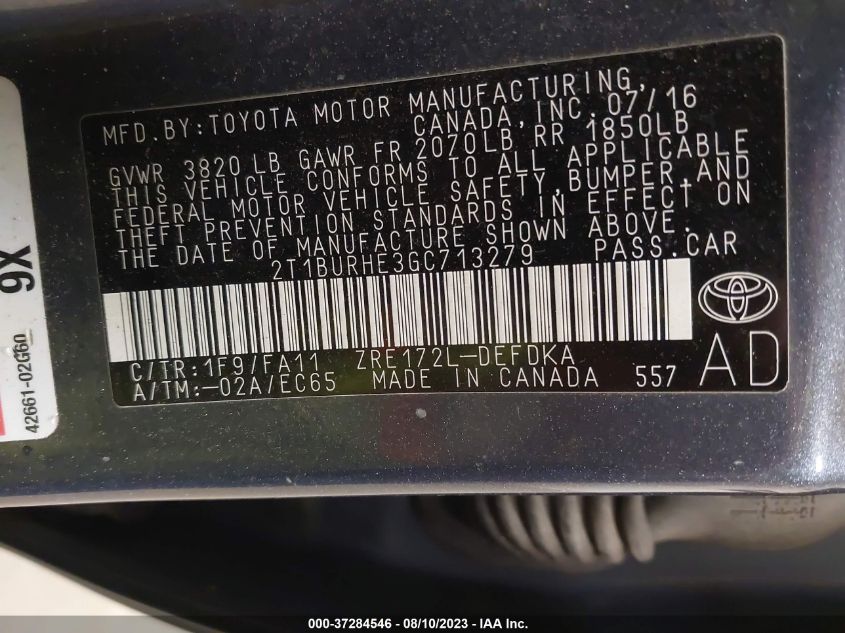 MFD.BY:TOYOTA MOTOR MANUFACTURING,
CANADA,INC. 07/16
GVWR 3820 LB GAWR FR 2070LB RR 1850LB
THIS VEHICLE CONFORMS TO ALL APPLICABLE
FEDERAL MOTOR VEHICLE SAFETY,BUMPER,AND
THEFT PREVENTION STANDARDS IN EFFECT ON
THE DATE OF MANUFACTURE SHOWN ABOVE.
2T1BURHE3GC713279 PASS.CAR
C/TR:1F9/FA11 ZRE172L-DEFDKA
A/TM:-02A/EC65 MADE IN CANADA 557
AD
9X
42661-02G60
000-37284546 - 08/10/2023 - IAA Inc.